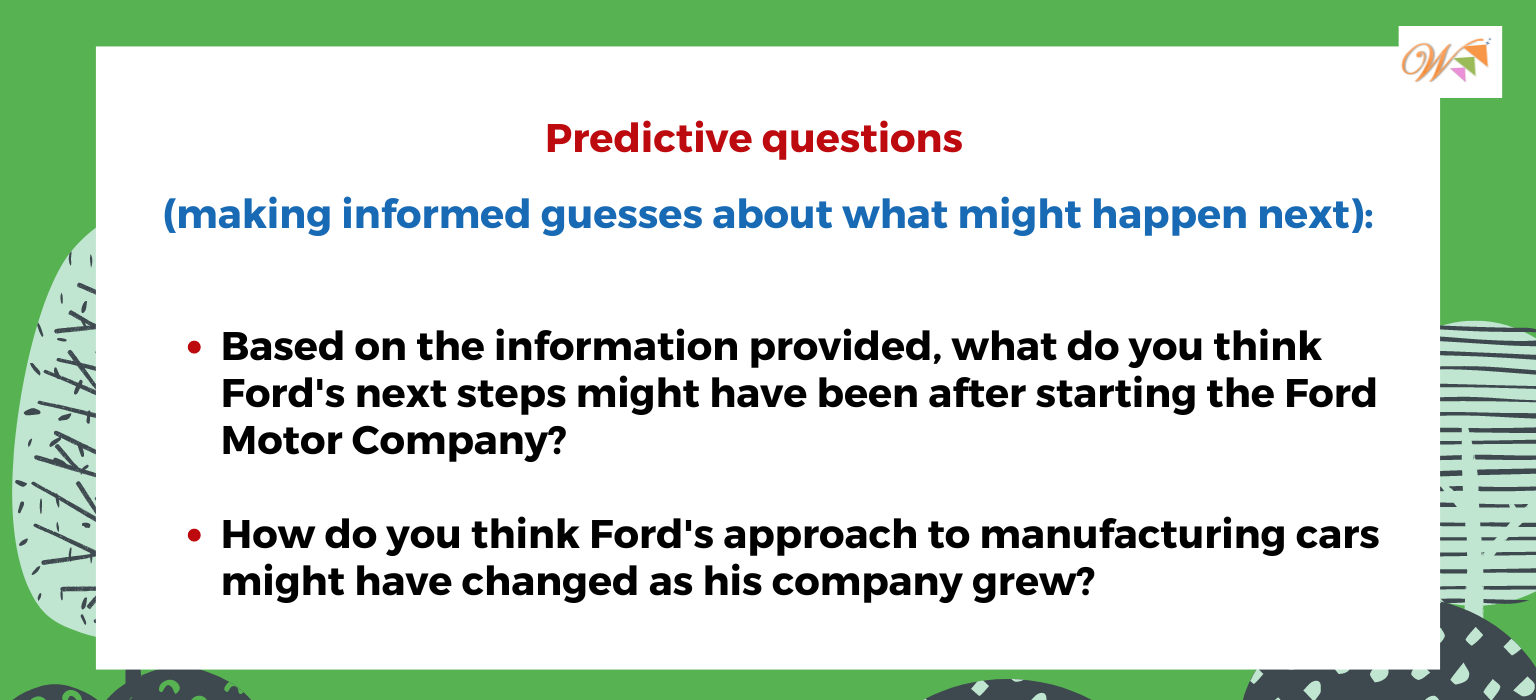 W
Predictive questions
(making informed guesses about what might happen next):
• Based on the information provided, what do you think
Ford's next steps might have been after starting the Ford
Motor Company?
• How do you think Ford's approach to manufacturing cars
might have changed as his company grew?